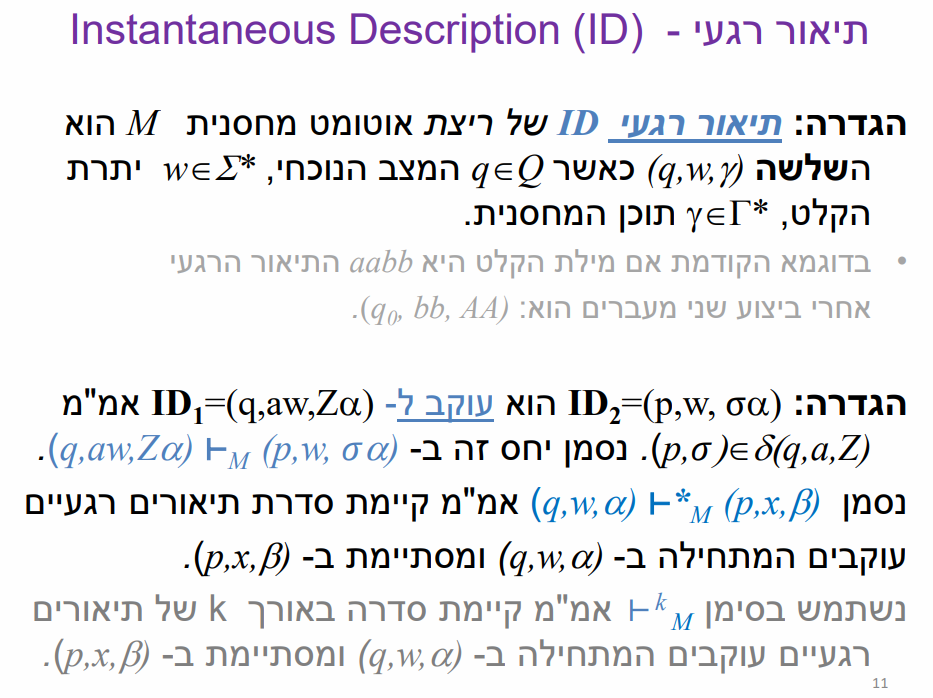 תיאור רגעי - Instantaneous Description (ID)
הגדרה: תיאור רגעי ID של ריצת אוטומט מחסנית M הוא
השלשה (q,w,γ) כאשר q∈Q המצב הנוכחי, w∈Σ* יתרת
הקלט, γ∈Γ* תוכן המחסנית.
• בדוגמא הקודמת אם מילת הקלט היא aabb התיאור הרגעי
אחרי ביצוע שני מעברים הוא: (q₀, bb, AA).
הגדרה: ID₂=(p,w, σα) הוא עוקב ל- ID₁=(q,aw,Zα) אמ"מ
(p,σ)∈δ(q,a,Z). נסמן יחס זה ב- (q,aw,Zα) ⊢M (p,w, σα).
נסמן (q,w,α) ⊢*M (p,x,β) אמ"מ קיימת סדרת תיאורים רגעיים
עוקבים המתחילה ב- (q,w,α) ומסתיימת ב- (p,x,β).
נשתמש בסימן ⊢ᵏM אמ"מ קיימת סדרה באורך k של תיאורים
רגעיים עוקבים המתחילה ב- (q,w,α) ומסתיימת ב- (p,x,β).
11